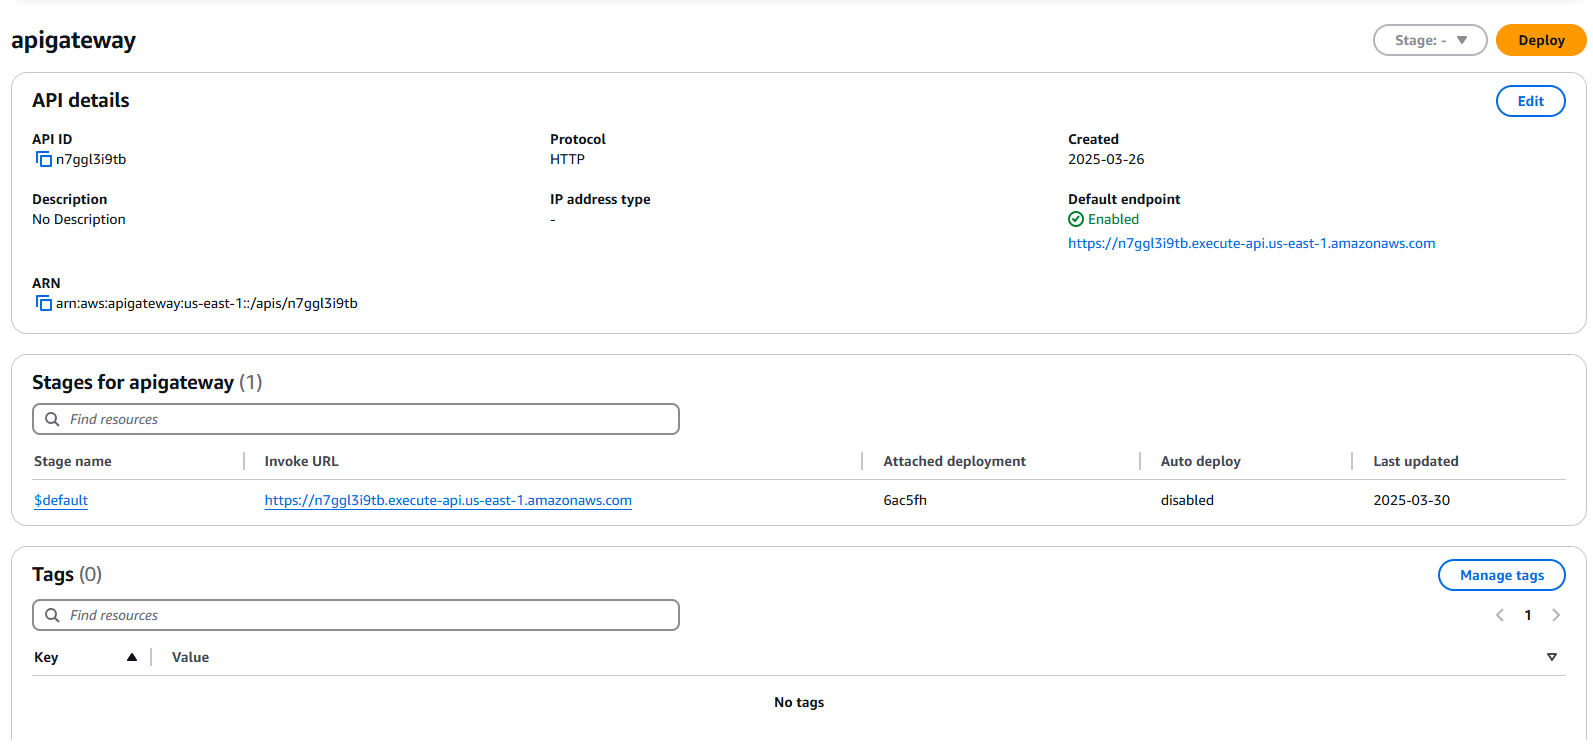 apigateway
Stage: -
Deploy
API details
Edit
API ID
n7ggl3i9tb
Protocol
HTTP
Created
2025-03-26
Description
No Description
IP address type
-
Default endpoint
Enabled
https://n7ggl3i9tb.execute-api.us-east-1.amazonaws.com
ARN
arn:aws:apigateway:us-east-1::/apis/n7ggl3i9tb
Stages for apigateway (1)
Find resources
Stage name Invoke URL Attached deployment Auto deploy Last updated
$default https://n7ggl3i9tb.execute-api.us-east-1.amazonaws.com 6ac5fh disabled 2025-03-30
Tags (0)
Manage tags
Find resources
1
Key Value
No tags